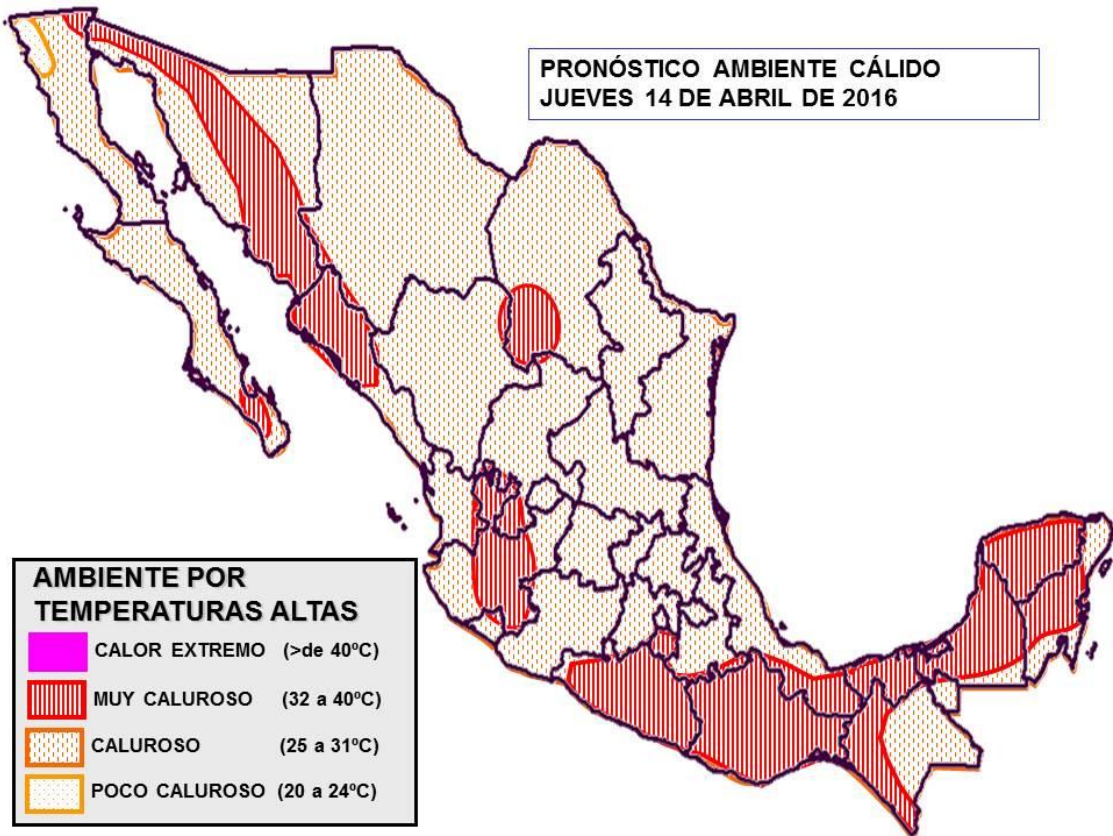 PRONÓSTICO AMBIENTE CÁLIDO
JUEVES 14 DE ABRIL DE 2016
AMBIENTE POR
TEMPERATURAS ALTAS
CALOR EXTREMO (>de 40ºC)
MUY CALUROSO (32 a 40ºC)
CALUROSO (25 a 31ºC)
POCO CALUROSO (20 a 24ºC)